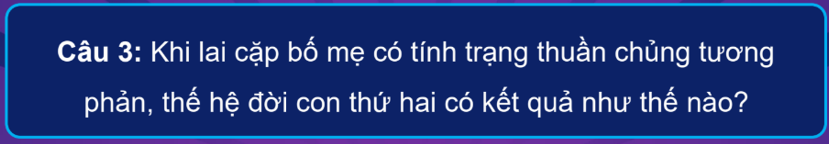 Câu 3: Khi lai cặp bố mẹ có tính trạng thuần chủng tương
phản, thế hệ đời con thứ hai có kết quả như thế nào?